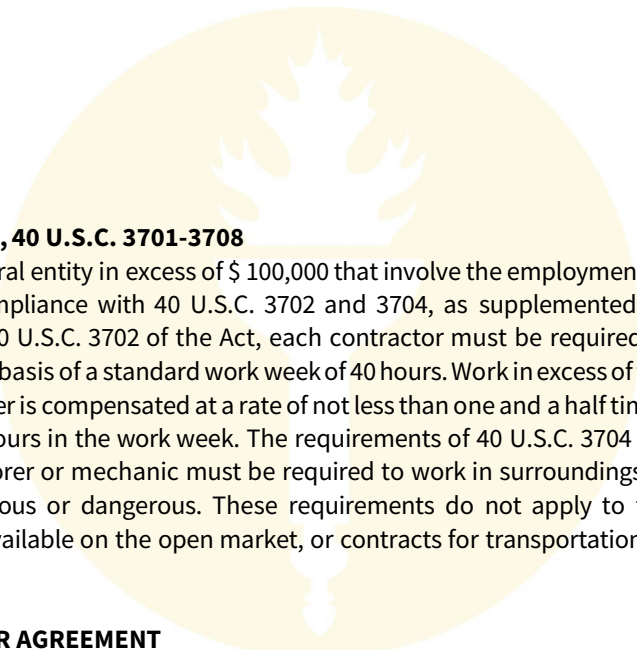 , 40 U.S.C. 3701-3708
ral entity in excess of $ 100,000 that involve the employmen
mpliance with 40 U.S.C. 3702 and 3704, as supplemented
0 U.S.C. 3702 of the Act, each contractor must be required
basis of a standard work week of 40 hours. Work in excess of
er is compensated at a rate of not less than one and a half tin
ours in the work week. The requirements of 40 U.S.C. 3704
orer or mechanic must be required to work in surroundings
ous or dangerous. These requirements do not apply to
vailable on the open market, or contracts for transportation
R AGREEMENT